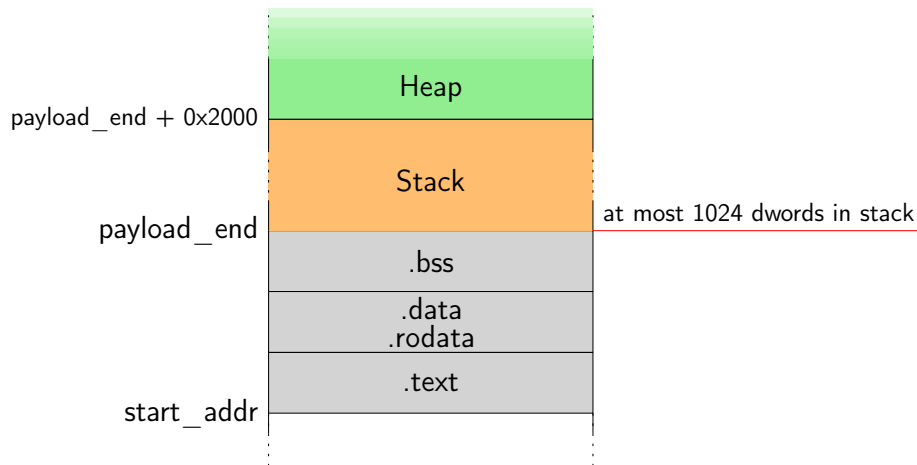 Heap
payload_end + 0x2000
Stack
at most 1024 dwords in stack
payload_end
.bss
.data
.rodata
.text
start_addr